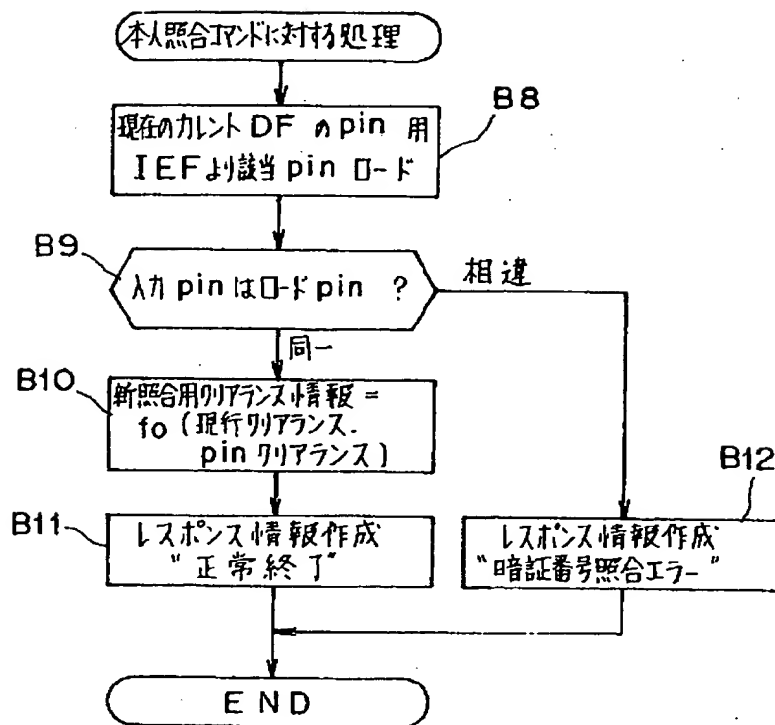 本人照合コマンドに対する処理
B8
現在のカレントDFのpin用
IEFより該当pinロード
B9
入力pinはロードpin ?
相違
同一
B10
新照合用クリアランス情報 =
fo (現行クリアランス.
pinクリアランス)
B11
レスポンス情報作成
"正常終了"
B12
レスポンス情報作成
"暗証番号照合エラー"
END